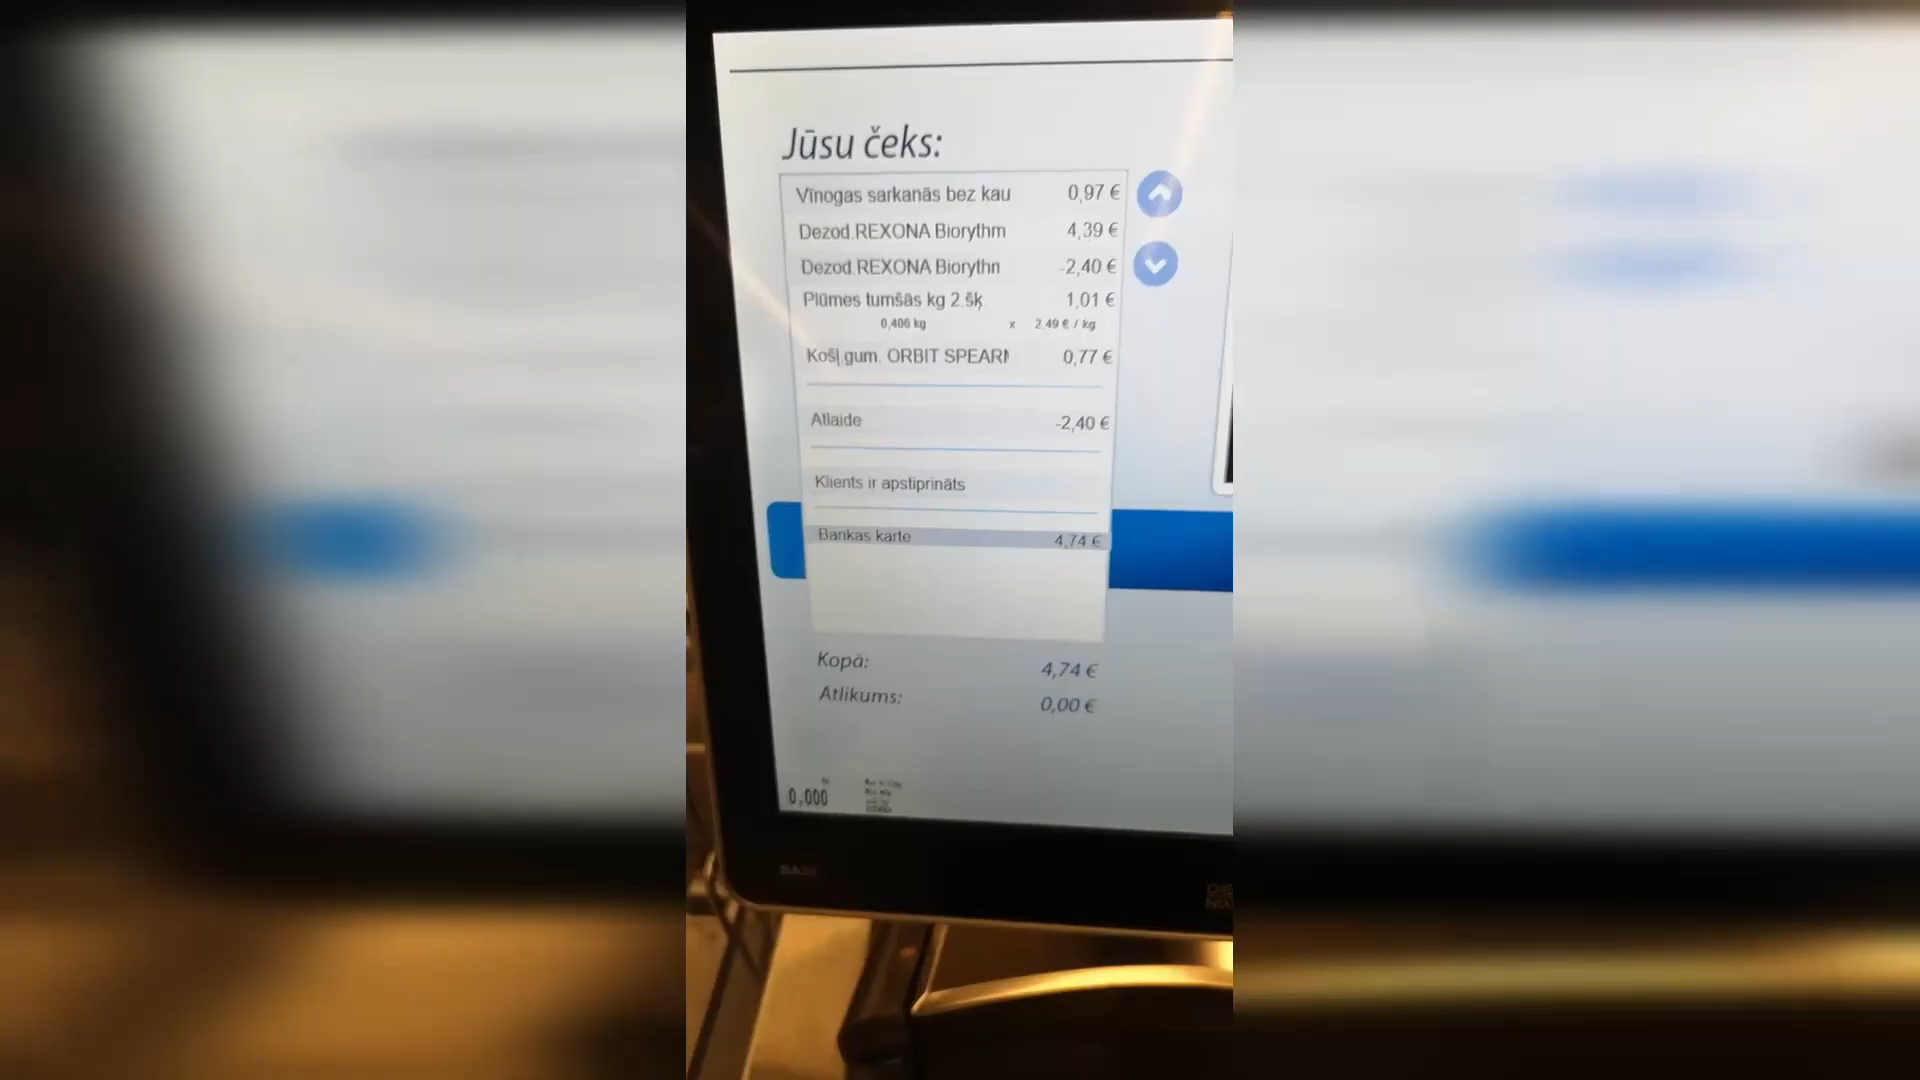 Jūsu čeks:
Vīnogas sarkanās bez kau 0,97 €
Dezod.REXONA Biorythm 4,39 €
Dezod.REXONA Biorythn -2,40 €
Plūmes tumšās kg 2.šķ 1,01 €
0,406 kg x 2,49 € / kg
Košļ.gum. ORBIT SPEARM 0,77 €
Atlaide -2,40 €
Klients ir apstiprināts
Bankas karte 4,74 €
Kopā: 4,74 €
Atlikums: 0,00 €
0,000